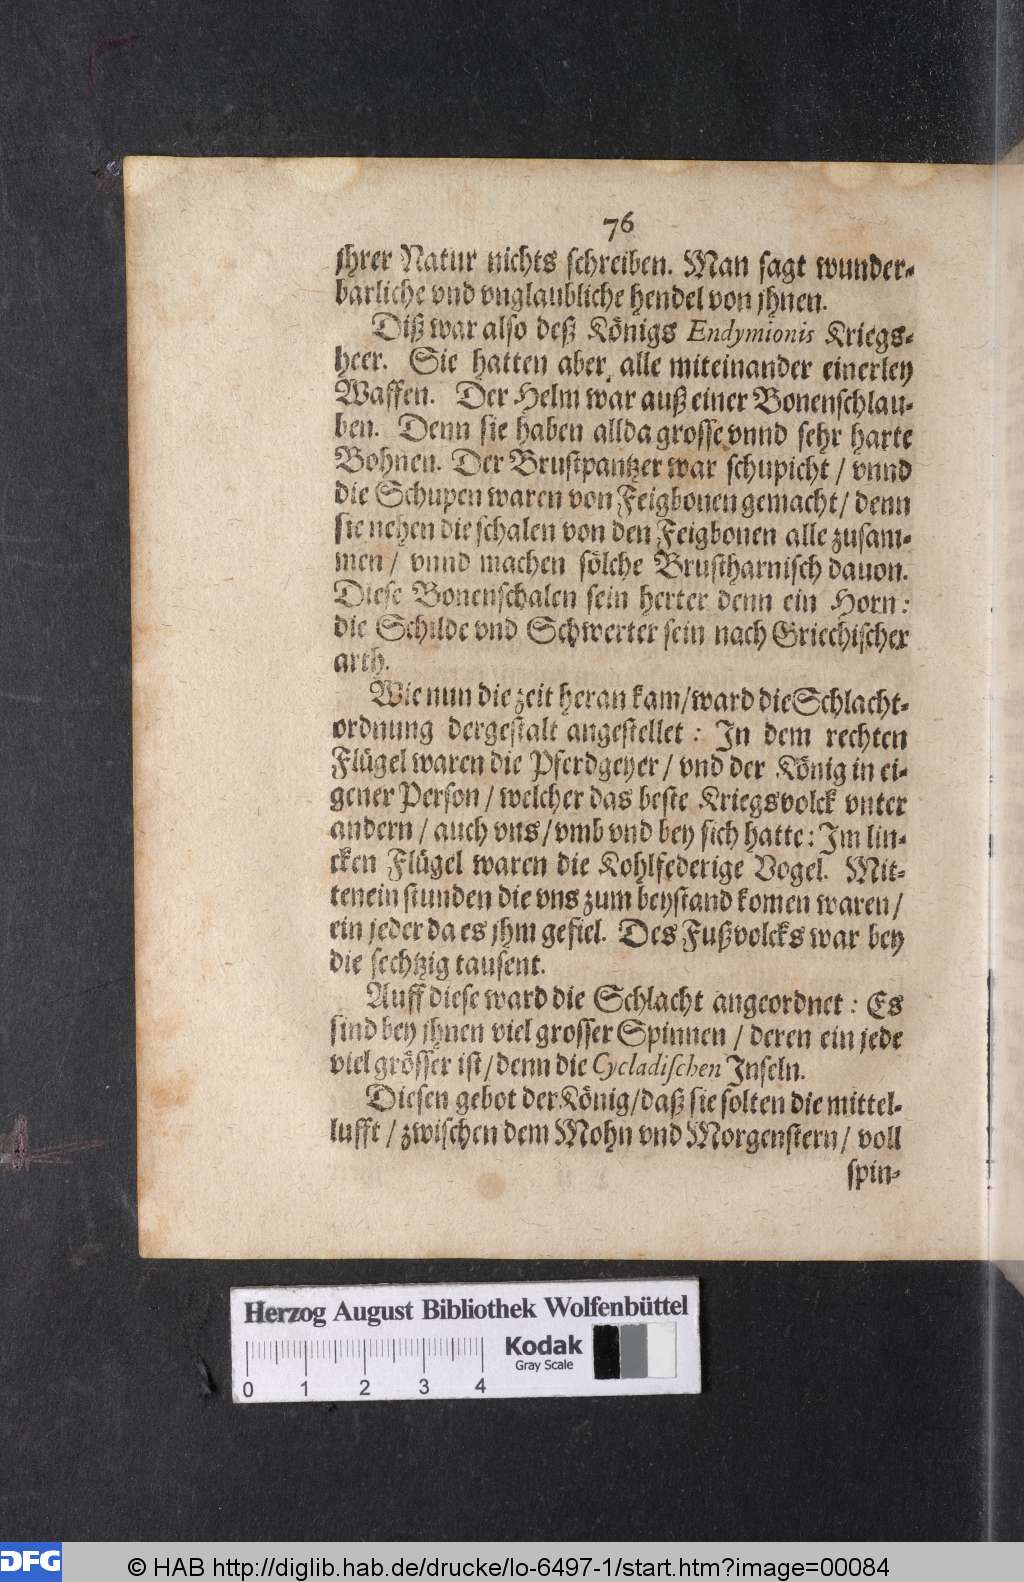 76
jhrer Natur nichts schreiben. Man sagt wunder-
barliche vnd vnglaubliche hendel von jhnen.
Diß war also deß Königs Endymionis Kriegs-
heer. Sie hatten aber alle miteinander einerley
Waffen. Der Helm war auß einer Bonenschlau-
ben. Denn sie haben allda grosse vnnd sehr harte
Bohnen. Der Brustpantzer war schupicht / vnnd
die Schupen waren von Feigbonen gemacht / denn
sie nehen die schalen von den Feigbonen alle zusam-
men / vnnd machen sölche Brustharnisch dauon.
Diese Bonenschalen sein herter denn ein Horn:
die Schilde vnd Schwerter sein nach Griechischer
arth.
Wie nun die zeit heran kam / ward die Schlacht-
ordnung dergestalt angestellet: In dem rechten
Flügel waren die Pferdgeyer / vnd der König in ei-
gener Person / welcher das beste Kriegsvolck vnter
andern / auch vns / vmb vnd bey sich hatte: Im lin-
cken Flügel waren die Kohlfederige Vogel. Mit-
tenein stunden die vns zum beystand komen waren /
ein jeder da es jhm gefiel. Des Fußvolcks war bey
die sechtzig tausent.
Auff diese ward die Schlacht angeordnet: Es
sind bey jhnen viel grosser Spinnen / deren ein jede
viel grösser ist / denn die Cycladischen Inseln.
Diesen gebot der König / daß sie solten die mittel-
lufft / zwischen dem Mohn vnd Morgenstern / voll
spin-
Herzog August Bibliothek Wolfenbüttel
Kodak
Gray Scale
0 1 2 3 4
DFG
© HAB http://diglib.hab.de/drucke/lo-6497-1/start.htm?image=00084